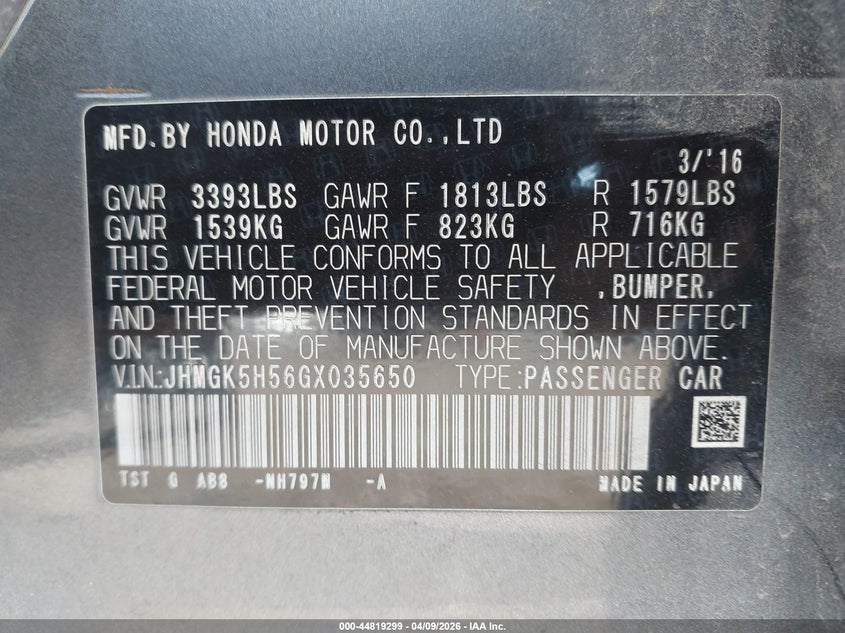 MFD.BY HONDA MOTOR CO.,LTD
3/'16
GVWR 3393LBS GAWR F 1813LBS R 1579LBS
GVWR 1539KG GAWR F 823KG R 716KG
THIS VEHICLE CONFORMS TO ALL APPLICABLE
FEDERAL MOTOR VEHICLE SAFETY ,BUMPER,
AND THEFT PREVENTION STANDARDS IN EFFECT
ON THE DATE OF MANUFACTURE SHOWN ABOVE.
V.I.N:JHMGK5H56GX035650 TYPE:PASSENGER CAR
TST G AB8 -NH797M -A MADE IN JAPAN
000-44819299 - 04/09/2026 - IAA Inc.